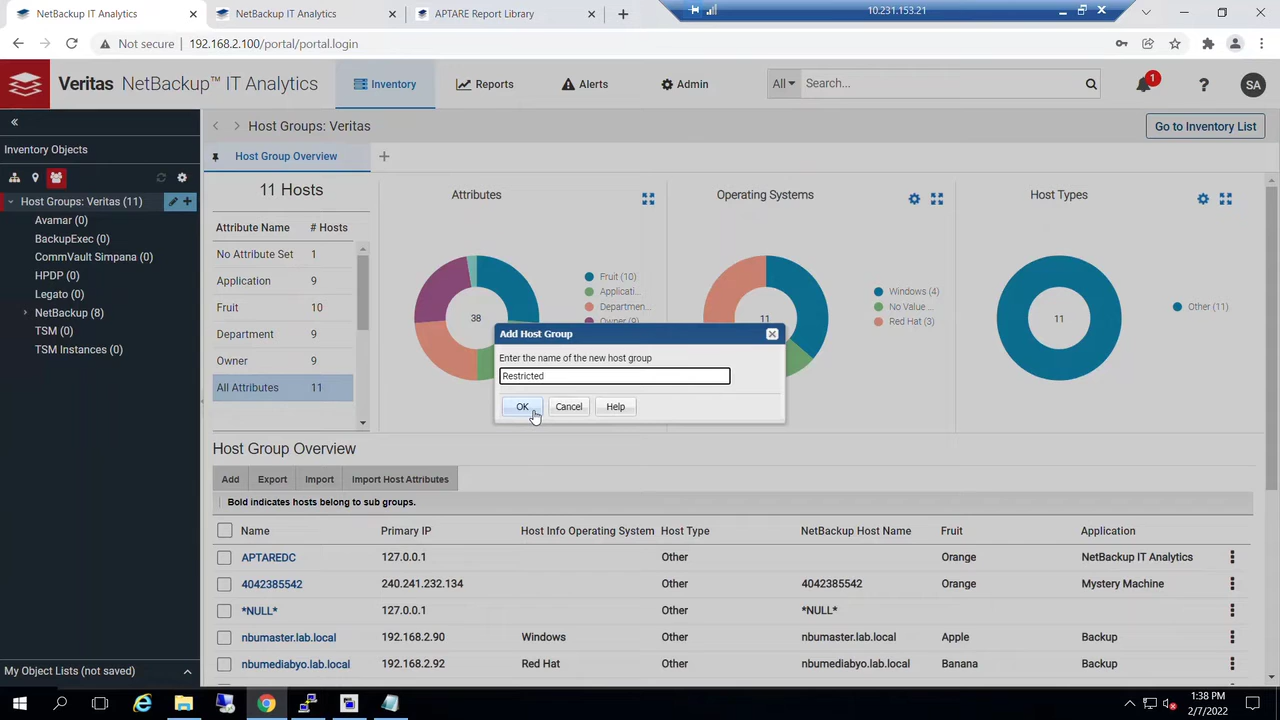 NetBackup IT Analytics
NetBackup IT Analytics
APTARE Report Library
10.231.153.21
Not secure
192.168.2.100/portal/portal.login
Veritas NetBackup™ IT Analytics
Inventory
Reports
Alerts
Admin
All
Search...
1
?
SA
Inventory Objects
Host Groups: Veritas
Go to Inventory List
Host Group Overview
Host Groups: Veritas (11)
Avamar (0)
BackupExec (0)
CommVault Simpana (0)
HPDP (0)
Legato (0)
NetBackup (8)
TSM (0)
TSM Instances (0)
My Object Lists (not saved)
11 Hosts
Attribute Name # Hosts
No Attribute Set 1
Application 9
Fruit 10
Department 9
Owner 9
All Attributes 11
Attributes
38
Fruit (10)
Applicati...
Departmen...
Owner (9)
Operating Systems
11
Windows (4)
No Value ...
Red Hat (3)
Host Types
11
Other (11)
Add Host Group
Enter the name of the new host group
Restricted
OK
Cancel
Help
Host Group Overview
Add
Export
Import
Import Host Attributes
Bold indicates hosts belong to sub groups.
Name Primary IP Host Info Operating System Host Type NetBackup Host Name Fruit Application
APTAREDC 127.0.0.1 Other Orange NetBackup IT Analytics
4042385542 240.241.232.134 Other 4042385542 Orange Mystery Machine
*NULL* 127.0.0.1 Other *NULL*
nbumaster.lab.local 192.168.2.90 Windows Other nbumaster.lab.local Apple Backup
nbumediabyo.lab.local 192.168.2.92 Red Hat Other nbumediabyo.lab.local Banana Backup
1:38 PM
2/7/2022